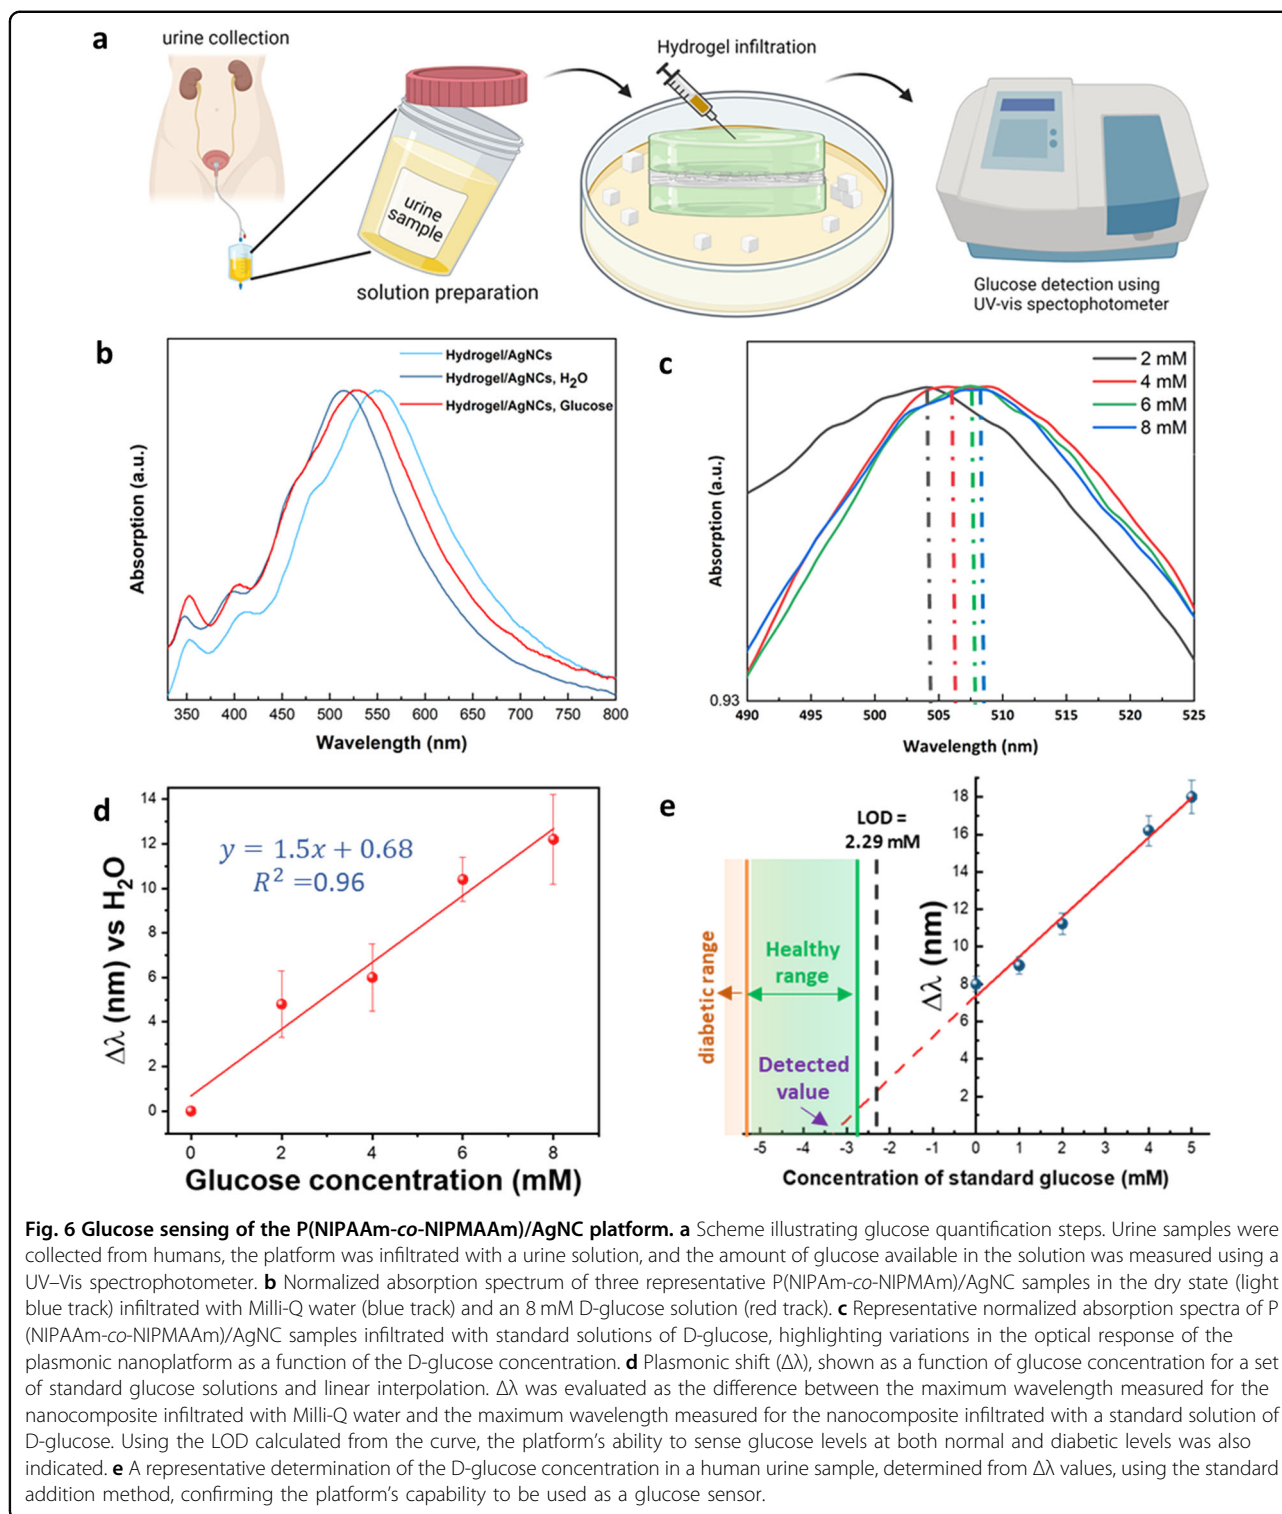 a
urine collection
urine
sample
solution preparation
Hydrogel infiltration
Glucose detection using
UV-vis spectophotometer
b
Hydrogel/AgNCs
Hydrogel/AgNCs, H2O
Hydrogel/AgNCs, Glucose
Absorption (a.u.)
350 400 450 500 550 600 650 700 750 800
Wavelength (nm)
c
2 mM
4 mM
6 mM
8 mM
Absorption (a.u.)
0.93
490 495 500 505 510 515 520 525
Wavelength (nm)
d
14
12
10
8
6
4
2
0
Δλ (nm) vs H2O
y = 1.5x + 0.68
R² =0.96
0 2 4 6 8
Glucose concentration (mM)
e
LOD =
2.29 mM
18
16
14
12
10
8
6
4
2
Δλ (nm)
diabetic range
Healthy
range
Detected
value
-5 -4 -3 -2 -1 0 1 2 3 4 5
Concentration of standard glucose (mM)
Fig. 6 Glucose sensing of the P(NIPAAm-co-NIPMAAm)/AgNC platform. a Scheme illustrating glucose quantification steps. Urine samples were
collected from humans, the platform was infiltrated with a urine solution, and the amount of glucose available in the solution was measured using a
UV–Vis spectrophotometer. b Normalized absorption spectrum of three representative P(NIPAm-co-NIPMAm)/AgNC samples in the dry state (light
blue track) infiltrated with Milli-Q water (blue track) and an 8 mM D-glucose solution (red track). c Representative normalized absorption spectra of P
(NIPAAm-co-NIPMAAm)/AgNC samples infiltrated with standard solutions of D-glucose, highlighting variations in the optical response of the
plasmonic nanoplatform as a function of the D-glucose concentration. d Plasmonic shift (Δλ), shown as a function of glucose concentration for a set
of standard glucose solutions and linear interpolation. Δλ was evaluated as the difference between the maximum wavelength measured for the
nanocomposite infiltrated with Milli-Q water and the maximum wavelength measured for the nanocomposite infiltrated with a standard solution of
D-glucose. Using the LOD calculated from the curve, the platform's ability to sense glucose levels at both normal and diabetic levels was also
indicated. e A representative determination of the D-glucose concentration in a human urine sample, determined from Δλ values, using the standard
addition method, confirming the platform's capability to be used as a glucose sensor.